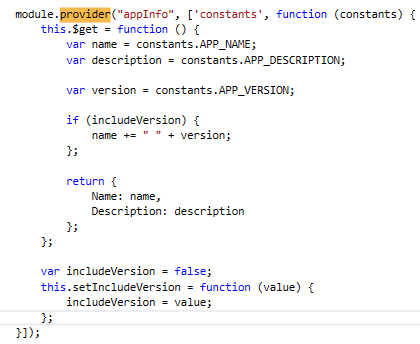 module.provider("appInfo", ['constants', function (constants) {
    this.$get = function () {
        var name = constants.APP_NAME;
        var description = constants.APP_DESCRIPTION;

        var version = constants.APP_VERSION;

        if (includeVersion) {
            name += " " + version;
        };

        return {
            Name: name,
            Description: description
        };
    };

    var includeVersion = false;
    this.setIncludeVersion = function (value) {
        includeVersion = value;
    };
}]);